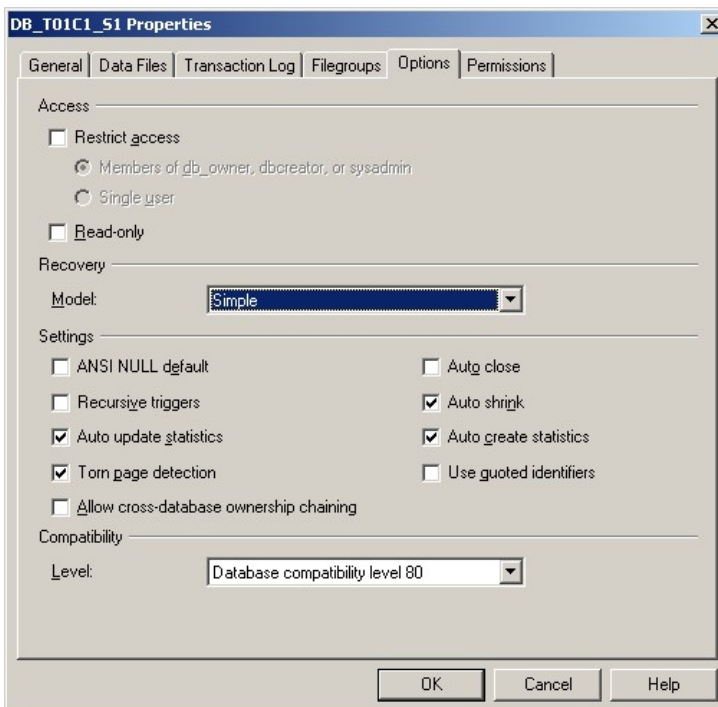 DB_T01C1_S1 Properties
General Data Files Transaction Log Filegroups Options Permissions
Access
Restrict access
Members of db_owner, dbcreator, or sysadmin
Single user
Read-only
Recovery
Model: Simple
Settings
ANSI NULL default Auto close
Recursive triggers Auto shrink
Auto update statistics Auto create statistics
Torn page detection Use quoted identifiers
Allow cross-database ownership chaining
Compatibility
Level: Database compatibility level 80
OK Cancel Help